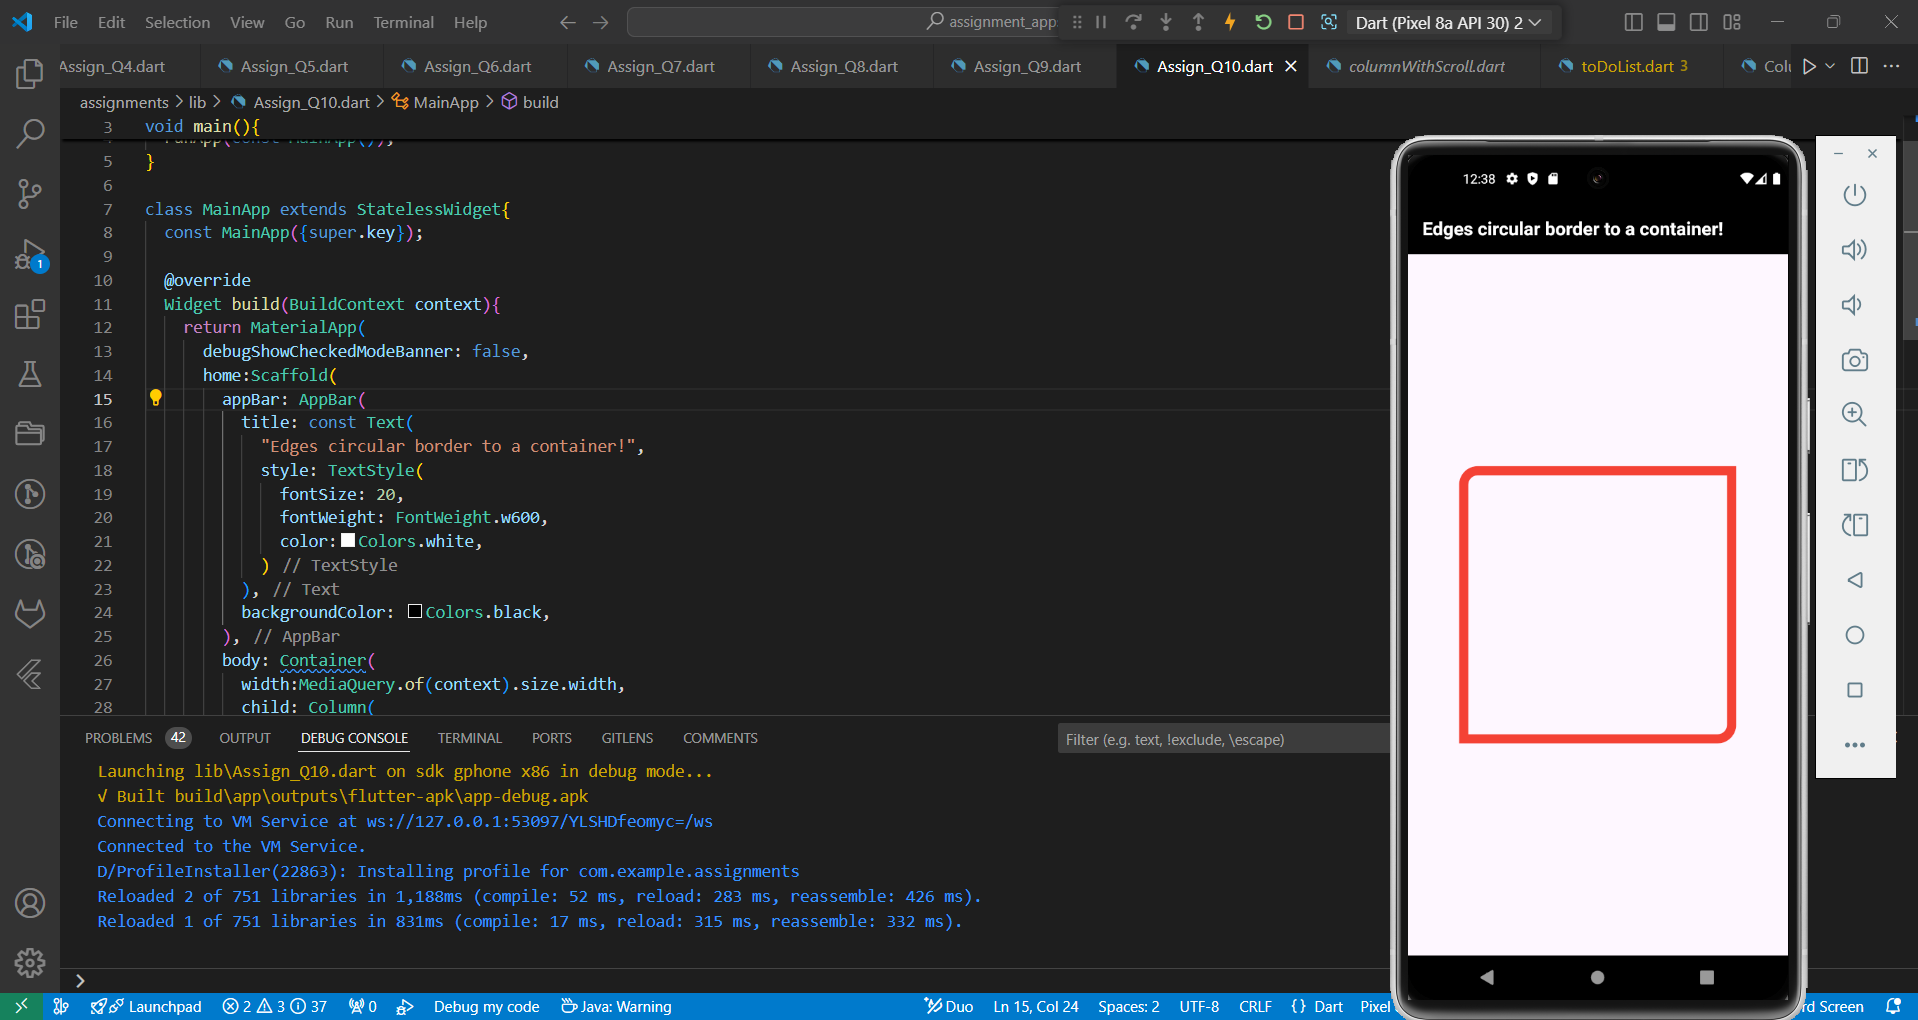 File Edit Selection View Go Run Terminal Help
assignment_app
Dart (Pixel 8a API 30) 2
Assign_Q4.dart
Assign_Q5.dart
Assign_Q6.dart
Assign_Q7.dart
Assign_Q8.dart
Assign_Q9.dart
Assign_Q10.dart
columnWithScroll.dart
toDoList.dart 3
Colu
assignments > lib > Assign_Q10.dart > MainApp > build
3 void main(){
runApp(const MainApp());
5 }
6
7 class MainApp extends StatelessWidget{
8 const MainApp({super.key});
9
10 @override
11 Widget build(BuildContext context){
12 return MaterialApp(
13 debugShowCheckedModeBanner: false,
14 home:Scaffold(
15 appBar: AppBar(
16 title: const Text(
17 "Edges circular border to a container!",
18 style: TextStyle(
19 fontSize: 20,
20 fontWeight: FontWeight.w600,
21 color: Colors.white,
22 ) // TextStyle
23 ), // Text
24 backgroundColor: Colors.black,
25 ), // AppBar
26 body: Container(
27 width:MediaQuery.of(context).size.width,
28 child: Column(
12:38
Edges circular border to a container!
PROBLEMS 42 OUTPUT DEBUG CONSOLE TERMINAL PORTS GITLENS COMMENTS
Filter (e.g. text, !exclude, \escape)
Launching lib\Assign_Q10.dart on sdk gphone x86 in debug mode...
√ Built build\app\outputs\flutter-apk\app-debug.apk
Connecting to VM Service at ws://127.0.0.1:53097/YLSHDfeomyc=/ws
Connected to the VM Service.
D/ProfileInstaller(22863): Installing profile for com.example.assignments
Reloaded 2 of 751 libraries in 1,188ms (compile: 52 ms, reload: 283 ms, reassemble: 426 ms).
Reloaded 1 of 751 libraries in 831ms (compile: 17 ms, reload: 315 ms, reassemble: 332 ms).
1
>
Launchpad 2 3 37 0 Debug my code Java: Warning Duo Ln 15, Col 24 Spaces: 2 UTF-8 CRLF {} Dart Pixel rd Screen